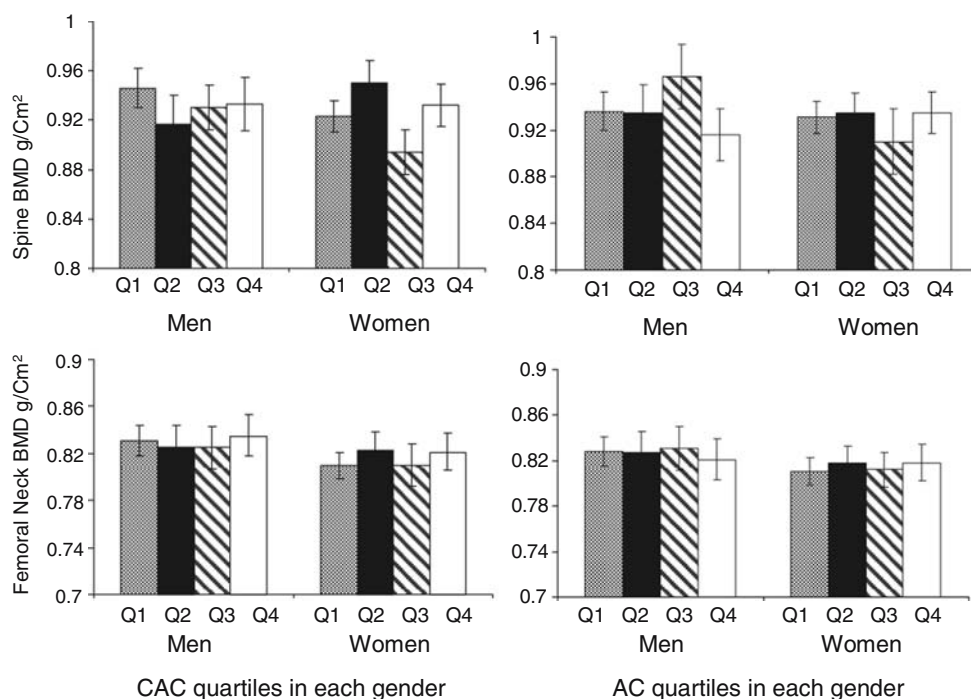 Spine BMD g/Cm²
1
0.96
0.92
0.88
0.84
0.8
Q1 Q2 Q3 Q4 Q1 Q2 Q3 Q4
Men Women
1
0.96
0.92
0.88
0.84
0.8
Q1 Q2 Q3 Q4 Q1 Q2 Q3 Q4
Men Women
Femoral Neck BMD g/Cm²
0.9
0.86
0.82
0.78
0.74
0.7
Q1 Q2 Q3 Q4 Q1 Q2 Q3 Q4
Men Women
CAC quartiles in each gender
0.9
0.86
0.82
0.78
0.74
0.7
Q1 Q2 Q3 Q4 Q1 Q2 Q3 Q4
Men Women
AC quartiles in each gender